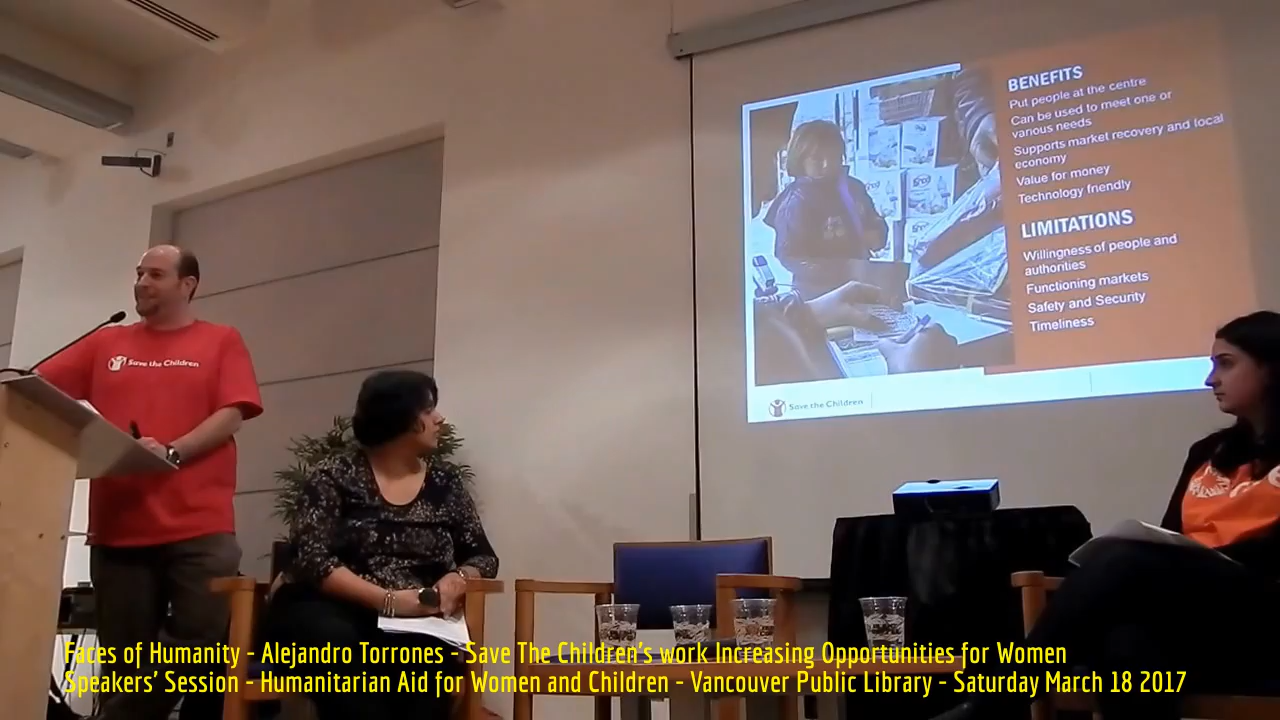 BENEFITS
Put people at the centre
Can be used to meet one or
various needs
Supports market recovery and local
economy
Value for money
Technology friendly
LIMITATIONS
Willingness of people and
authorities
Functioning markets
Safety and Security
Timeliness
Save the Children
Save the Children
Faces of Humanity - Alejandro Torrones - Save The Children's work Increasing Opportunities for Women
Speakers' Session - Humanitarian Aid for Women and Children - Vancouver Public Library - Saturday March 18 2017